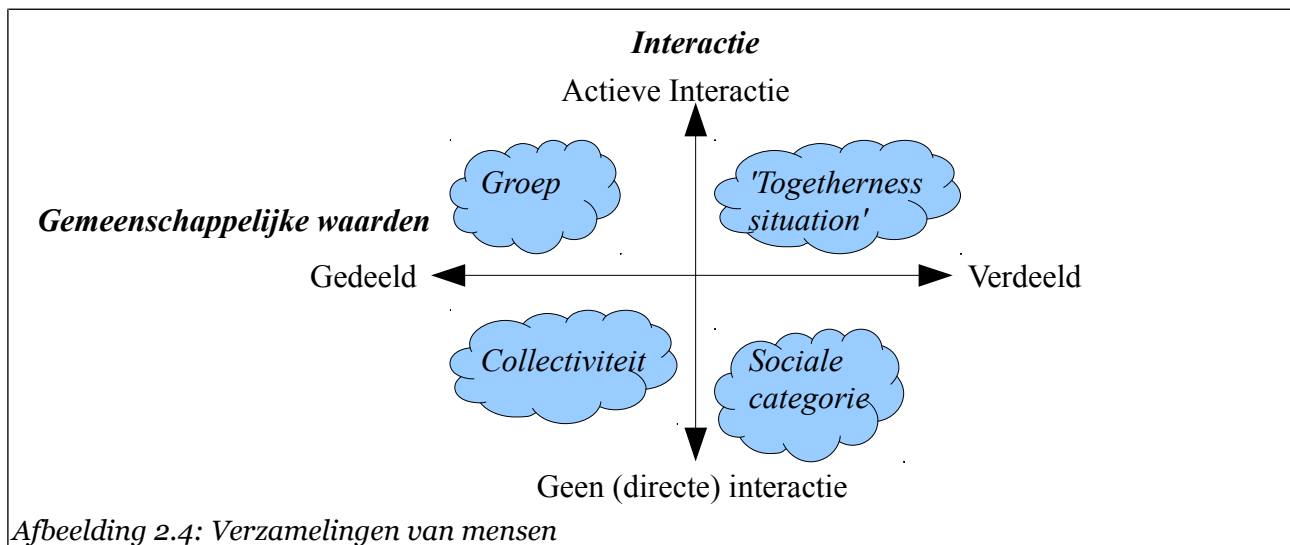 Interactie
Actieve Interactie
Groep
'Togetherness
situation'
Gemeenschappelijke waarden
Gedeeld
Verdeeld
Collectiviteit
Sociale
categorie
Geen (directe) interactie
Afbeelding 2.4: Verzamelingen van mensen